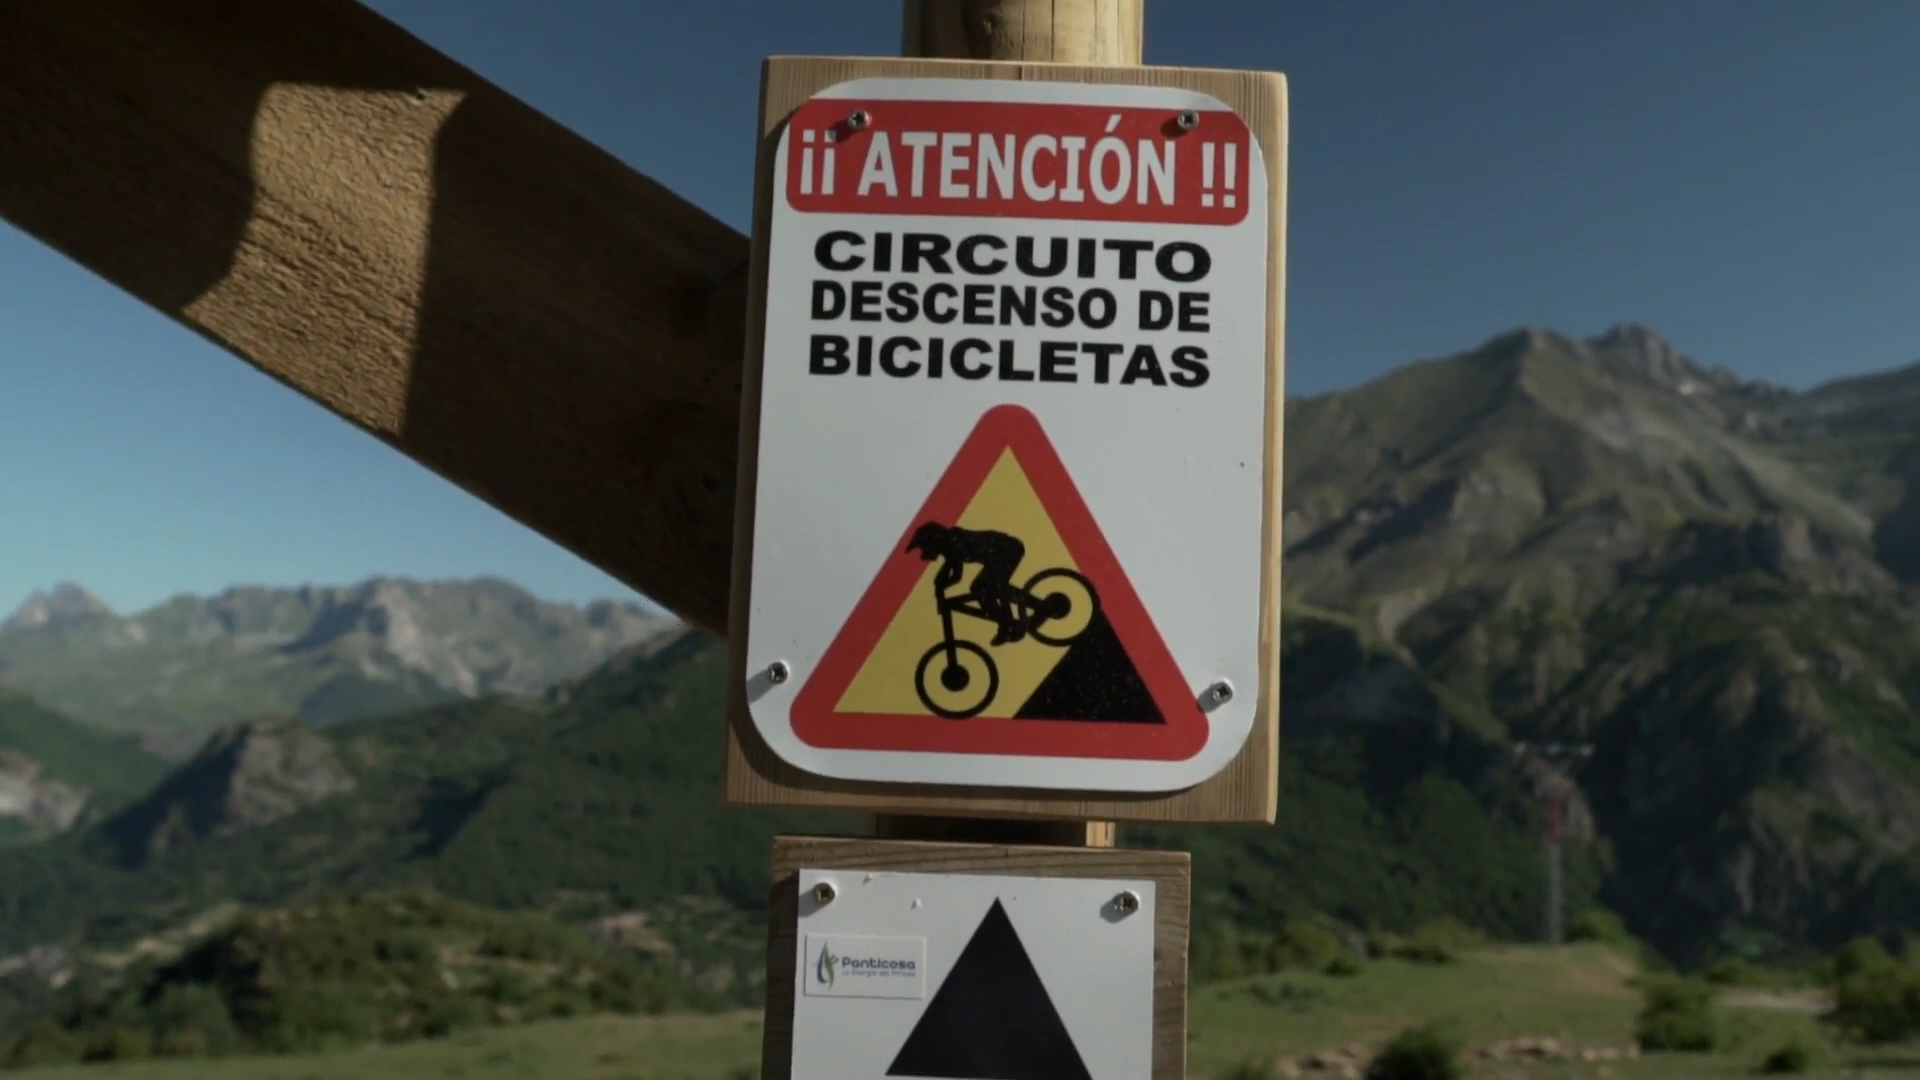 ¡¡ ATENCIÓN !!
CIRCUITO
DESCENSO DE
BICICLETAS
Panticosa